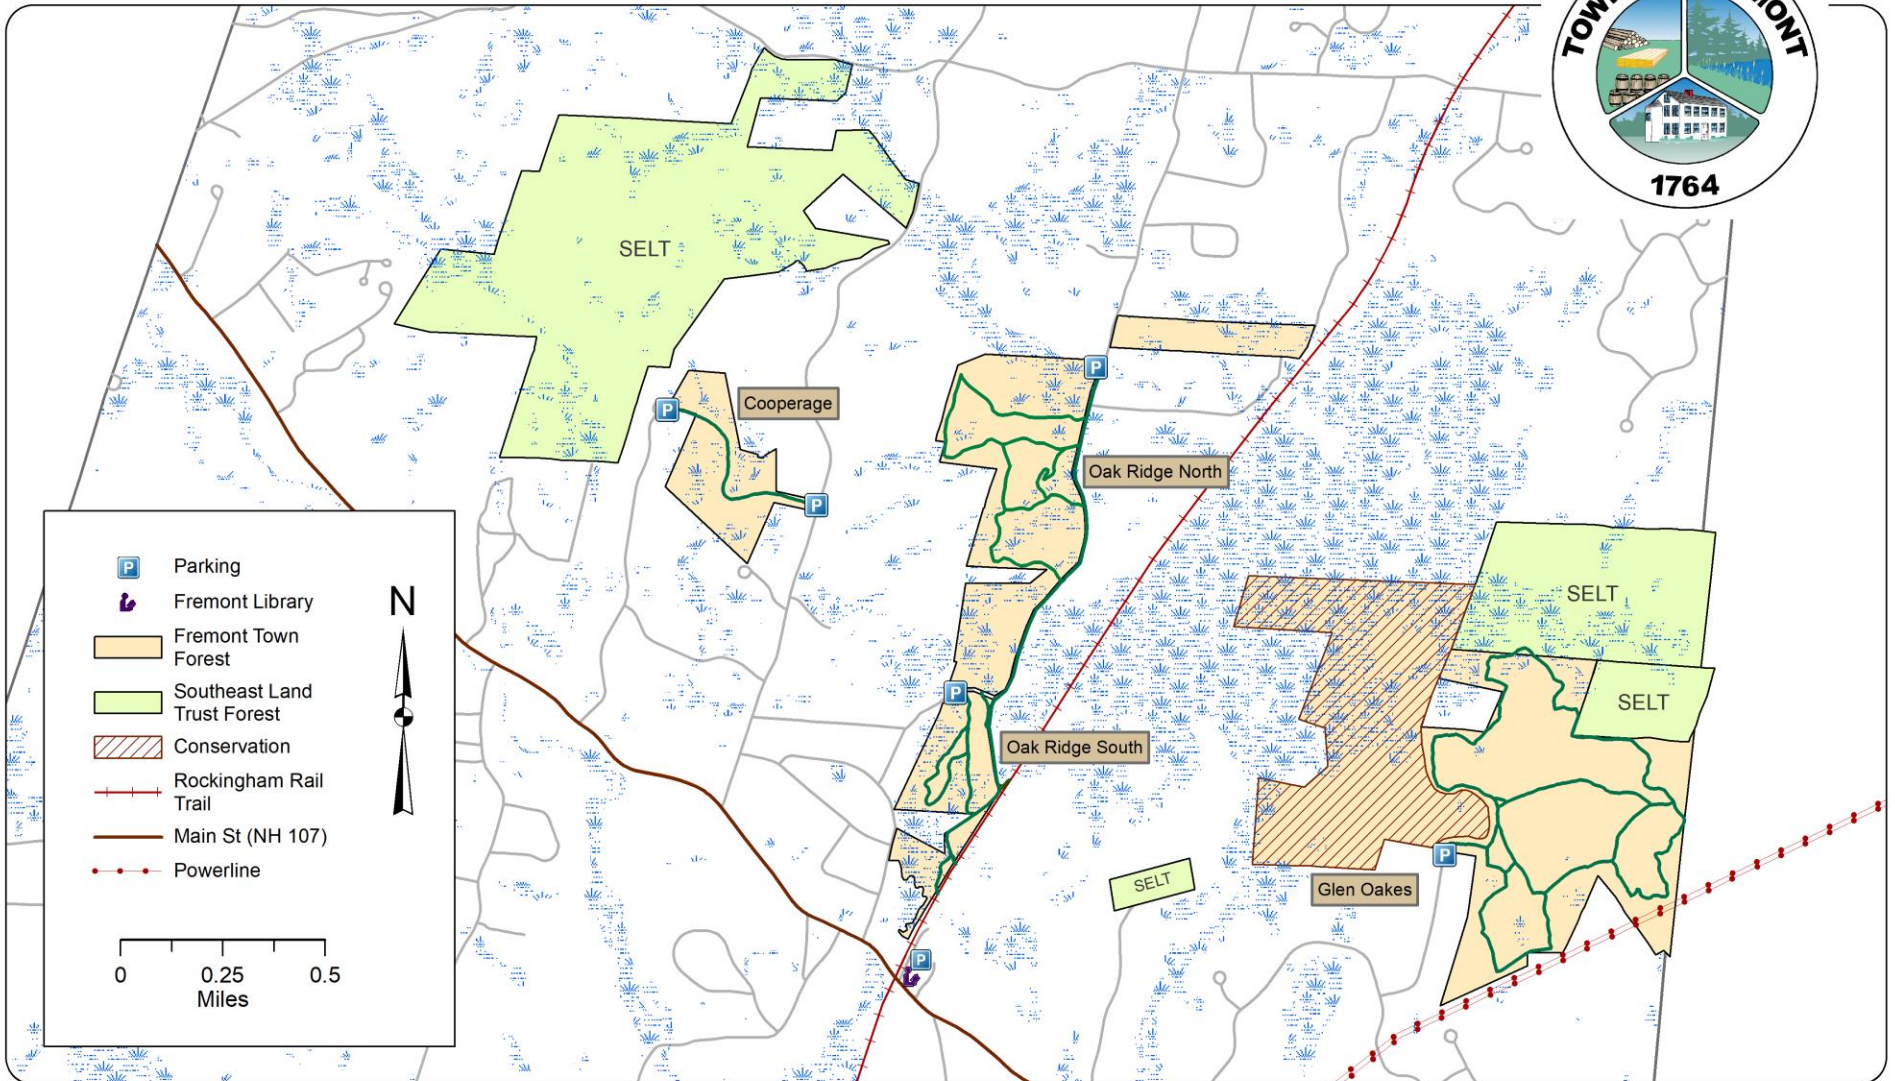 1764
SELT
Cooperage
Oak Ridge North
SELT
SELT
Oak Ridge South
SELT
Glen Oakes
P
P
P
P
P
P
N
P Parking
Fremont Library
Fremont Town
Forest
Southeast Land
Trust Forest
Conservation
Rockingham Rail
Trail
Main St (NH 107)
Powerline
0 0.25 0.5
Miles